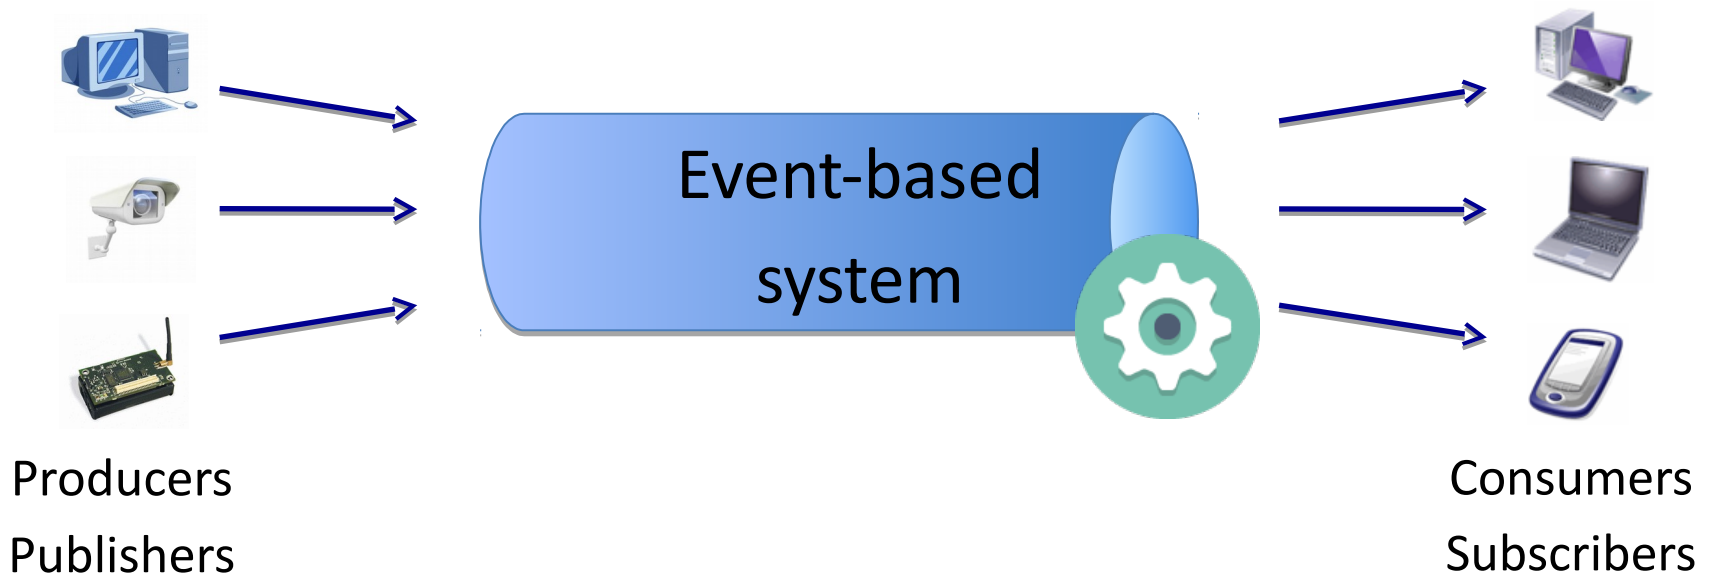 Event-based
system
Producers
Publishers
Consumers
Subscribers